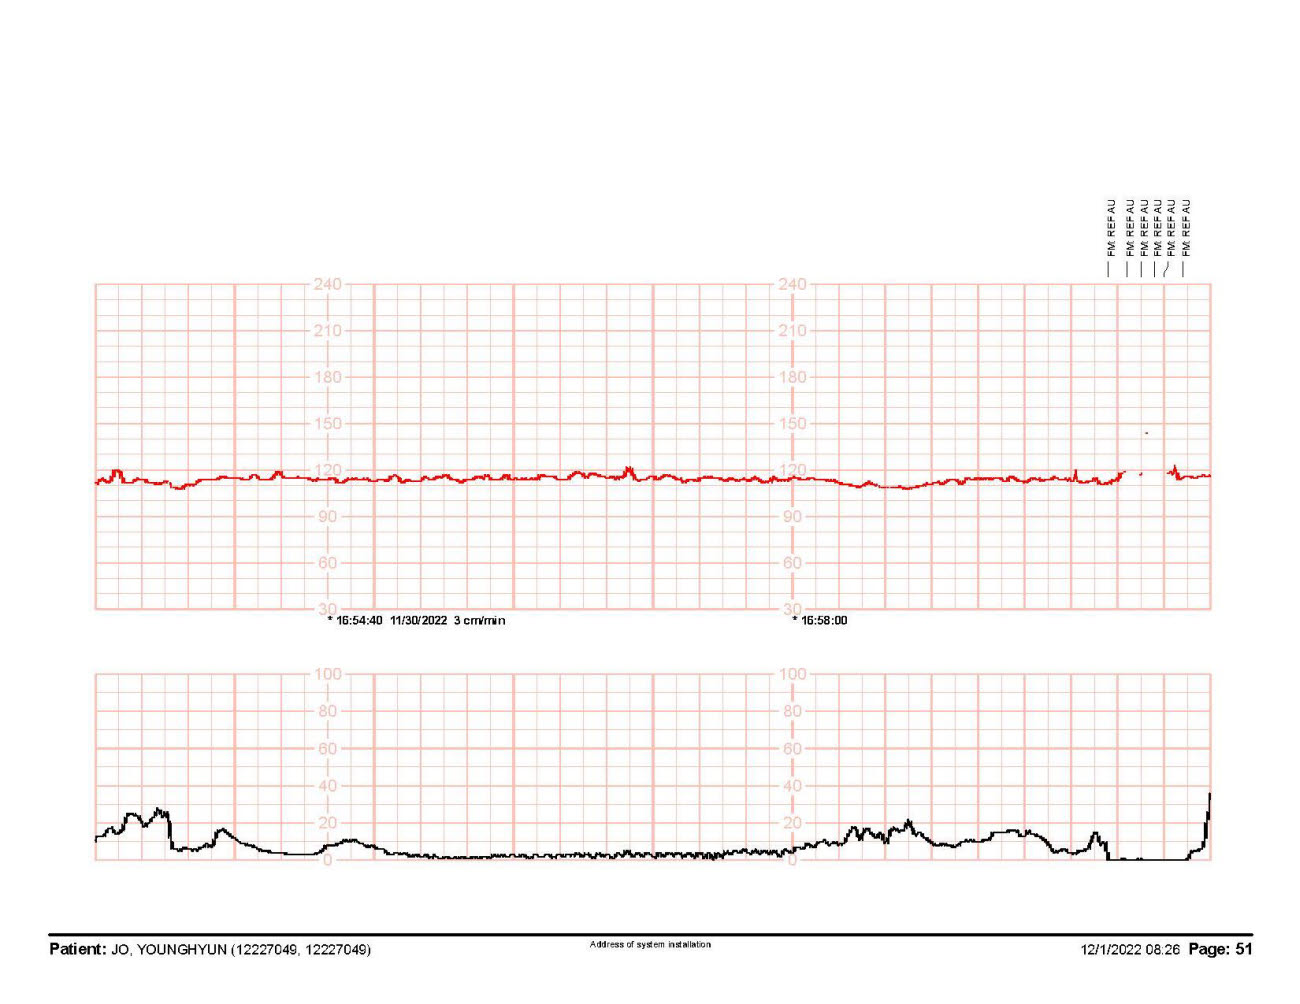 FM: REF AU
FM: REF AU
FM: REF AU
FM: REF AU
FM: REF AU
FM: REF AU
240 240
210 210
180 180
150 150
120 120
90 90
60 60
30 30
* 16:54:40 11/30/2022 3 cm/min * 16:58:00
100 100
80 80
60 60
40 40
20 20
0 0
Patient: JO, YOUNGHYUN (12227049, 12227049) Address of system installation 12/1/2022 08:26 Page: 51